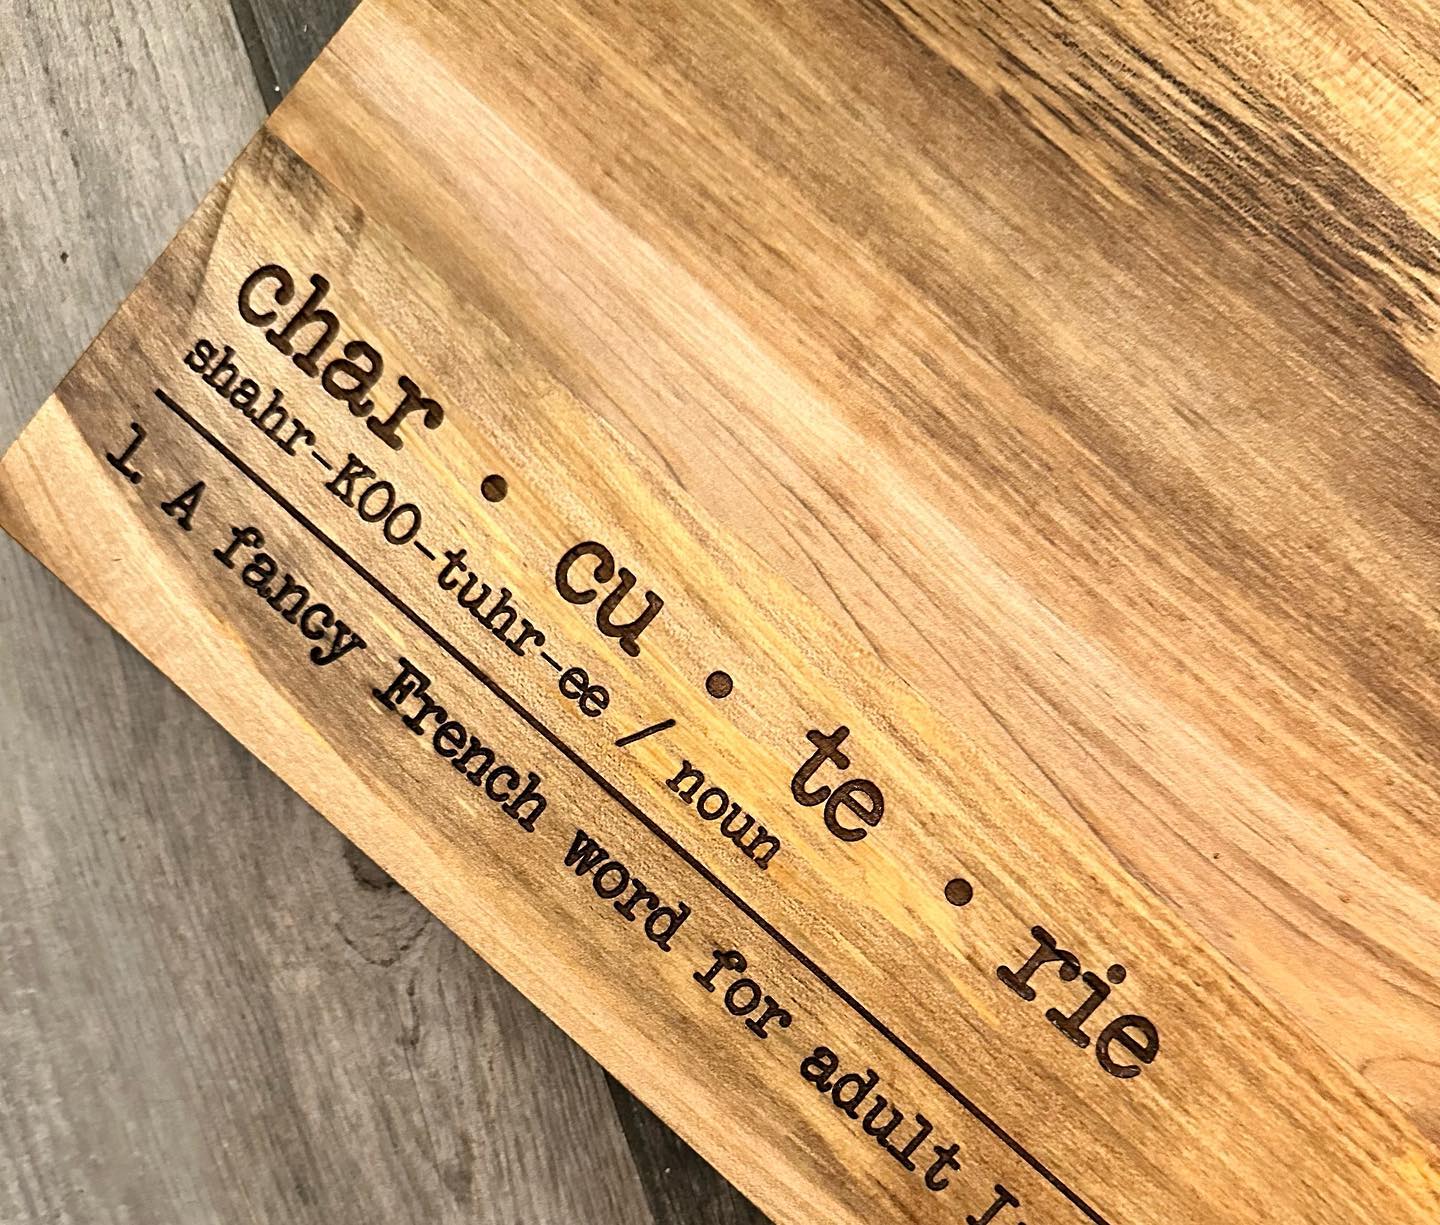 char • cu • te • rie
shahr-KOO-tuhr-ee / noun
1. A fancy French word for adult